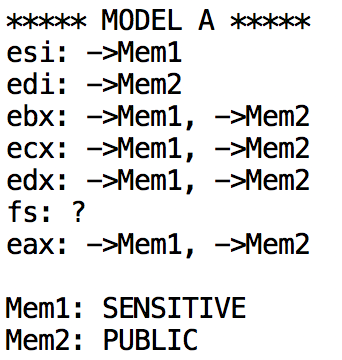 ***** MODEL A *****
esi: ->Mem1
edi: ->Mem2
ebx: ->Mem1, ->Mem2
ecx: ->Mem1, ->Mem2
edx: ->Mem1, ->Mem2
fs: ?
eax: ->Mem1, ->Mem2
Mem1: SENSITIVE
Mem2: PUBLIC